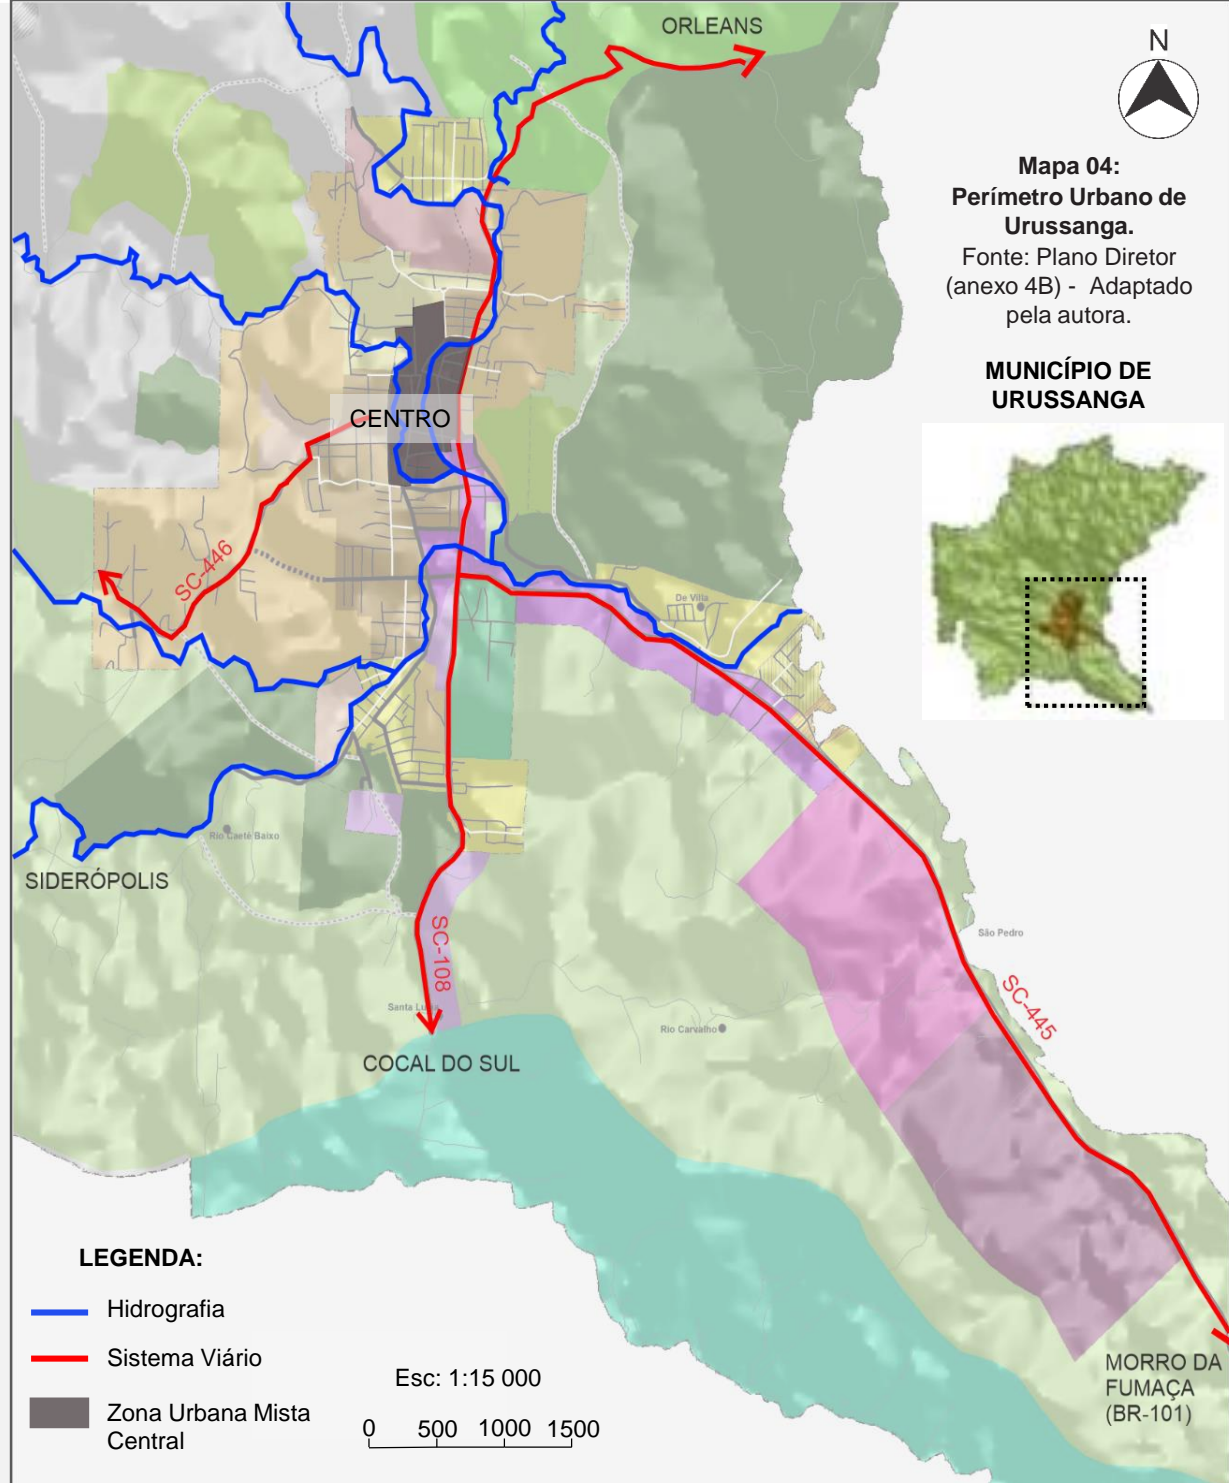 ORLEANS
N
Mapa 04:
Perímetro Urbano de
Urussanga.
Fonte: Plano Diretor
(anexo 4B) - Adaptado
pela autora.
MUNICÍPIO DE
URUSSANGA
CENTRO
SC-446
De Villa
Rio Caeté Baixo
SIDERÓPOLIS
SC-108
São Pedro
SC-445
Santa
Rio Carvalho
COCAL DO SUL
LEGENDA:
Hidrografia
Sistema Viário
Zona Urbana Mista
Central
Esc: 1:15 000
0 500 1000 1500
MORRO DA
FUMAÇA
(BR-101)